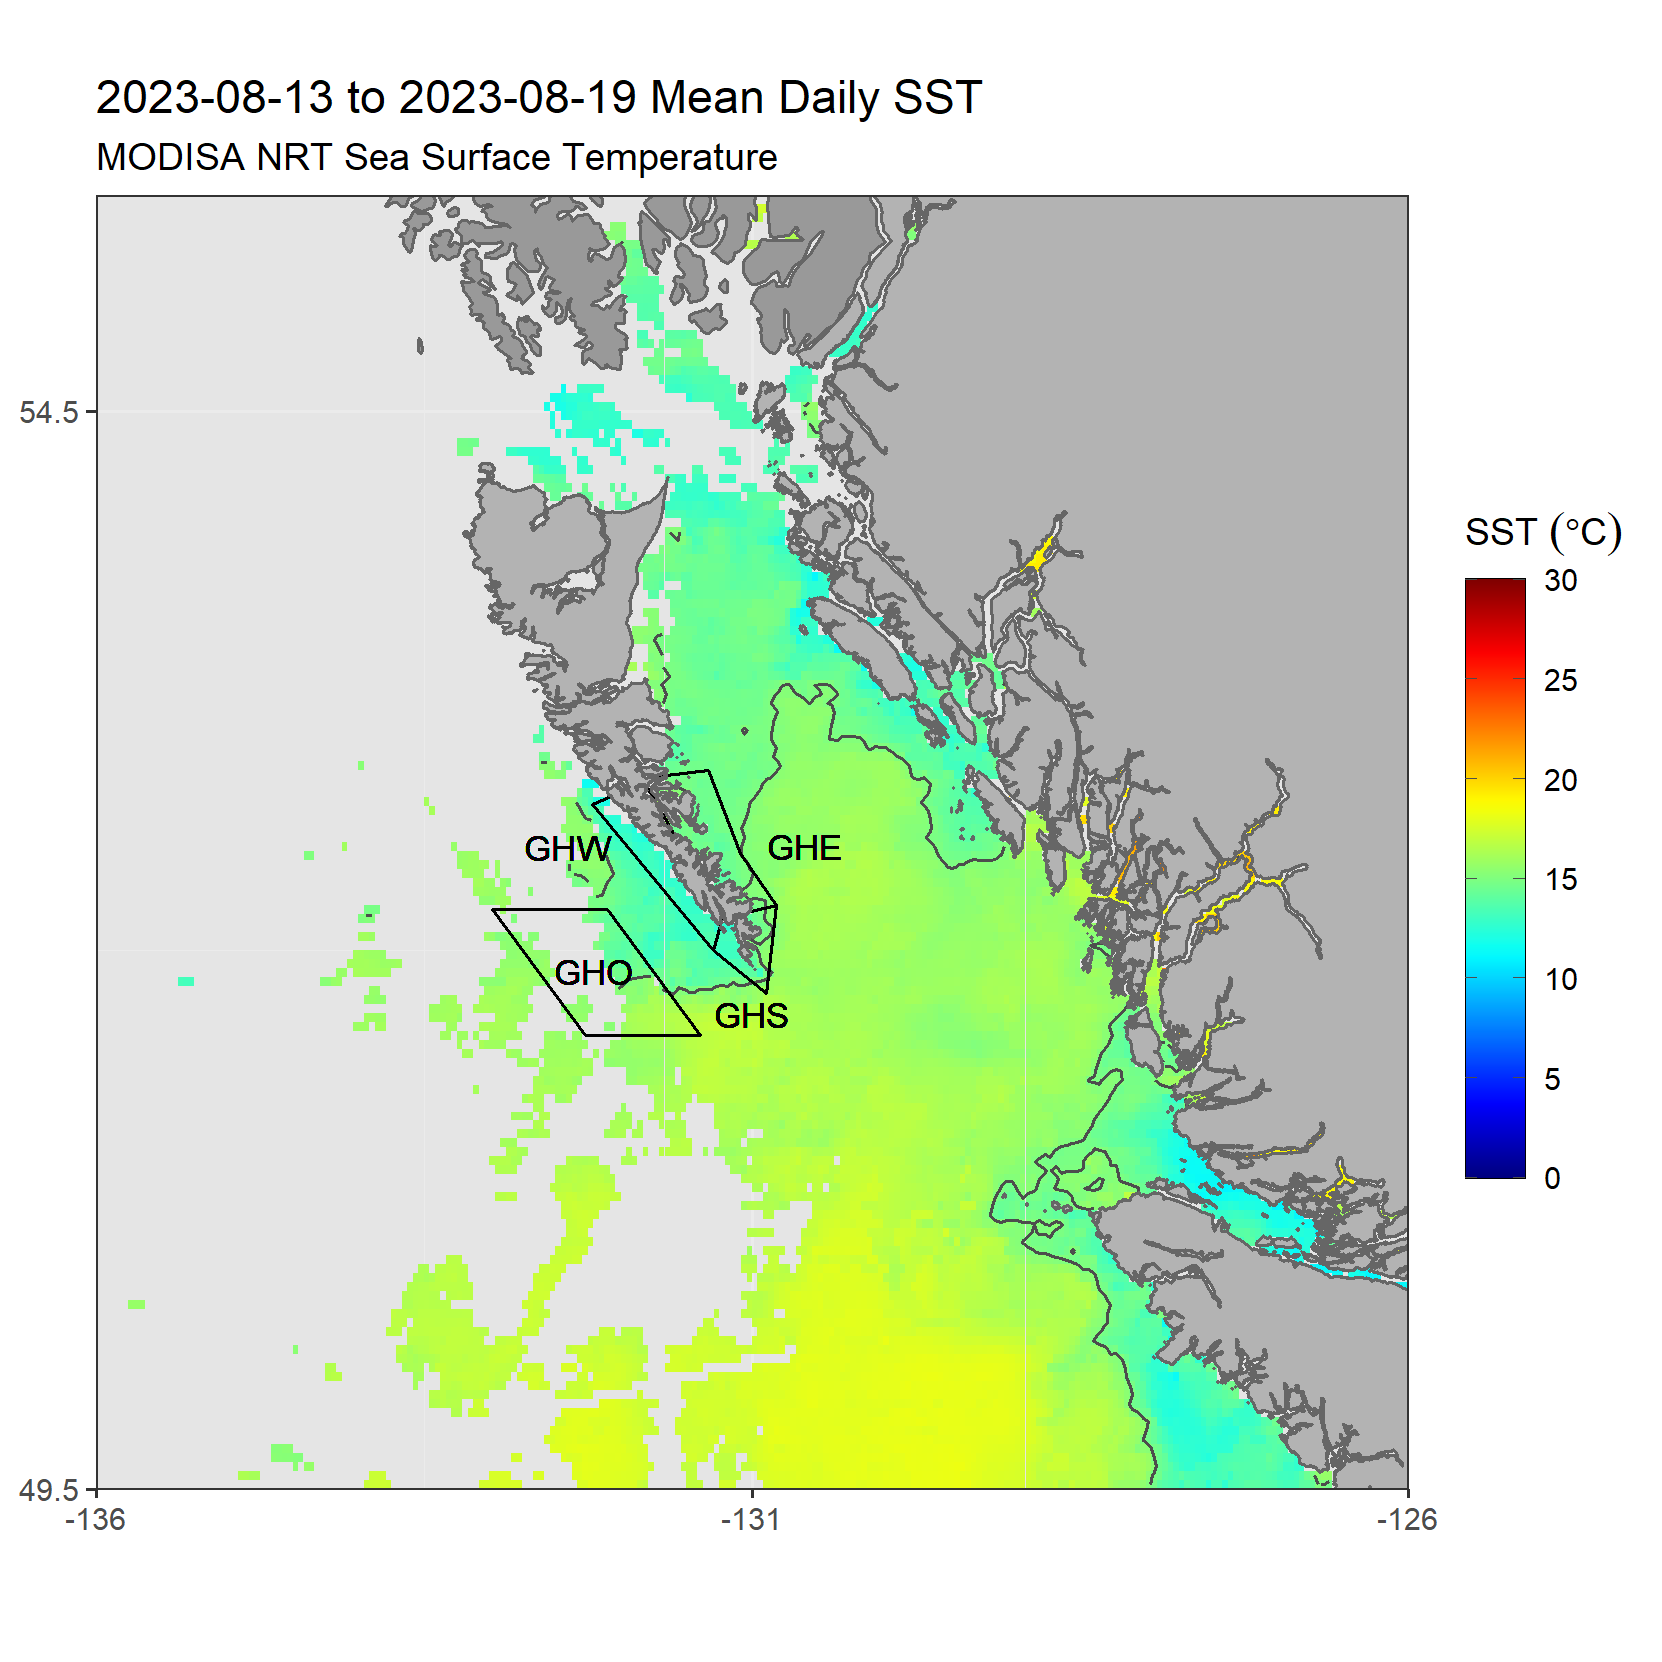 2023-08-13 to 2023-08-19 Mean Daily SST
MODISA NRT Sea Surface Temperature
54.5
49.5
-136
-131
-126
GHW
GHE
GHO
GHS
SST (°C)
30
25
20
15
10
5
0